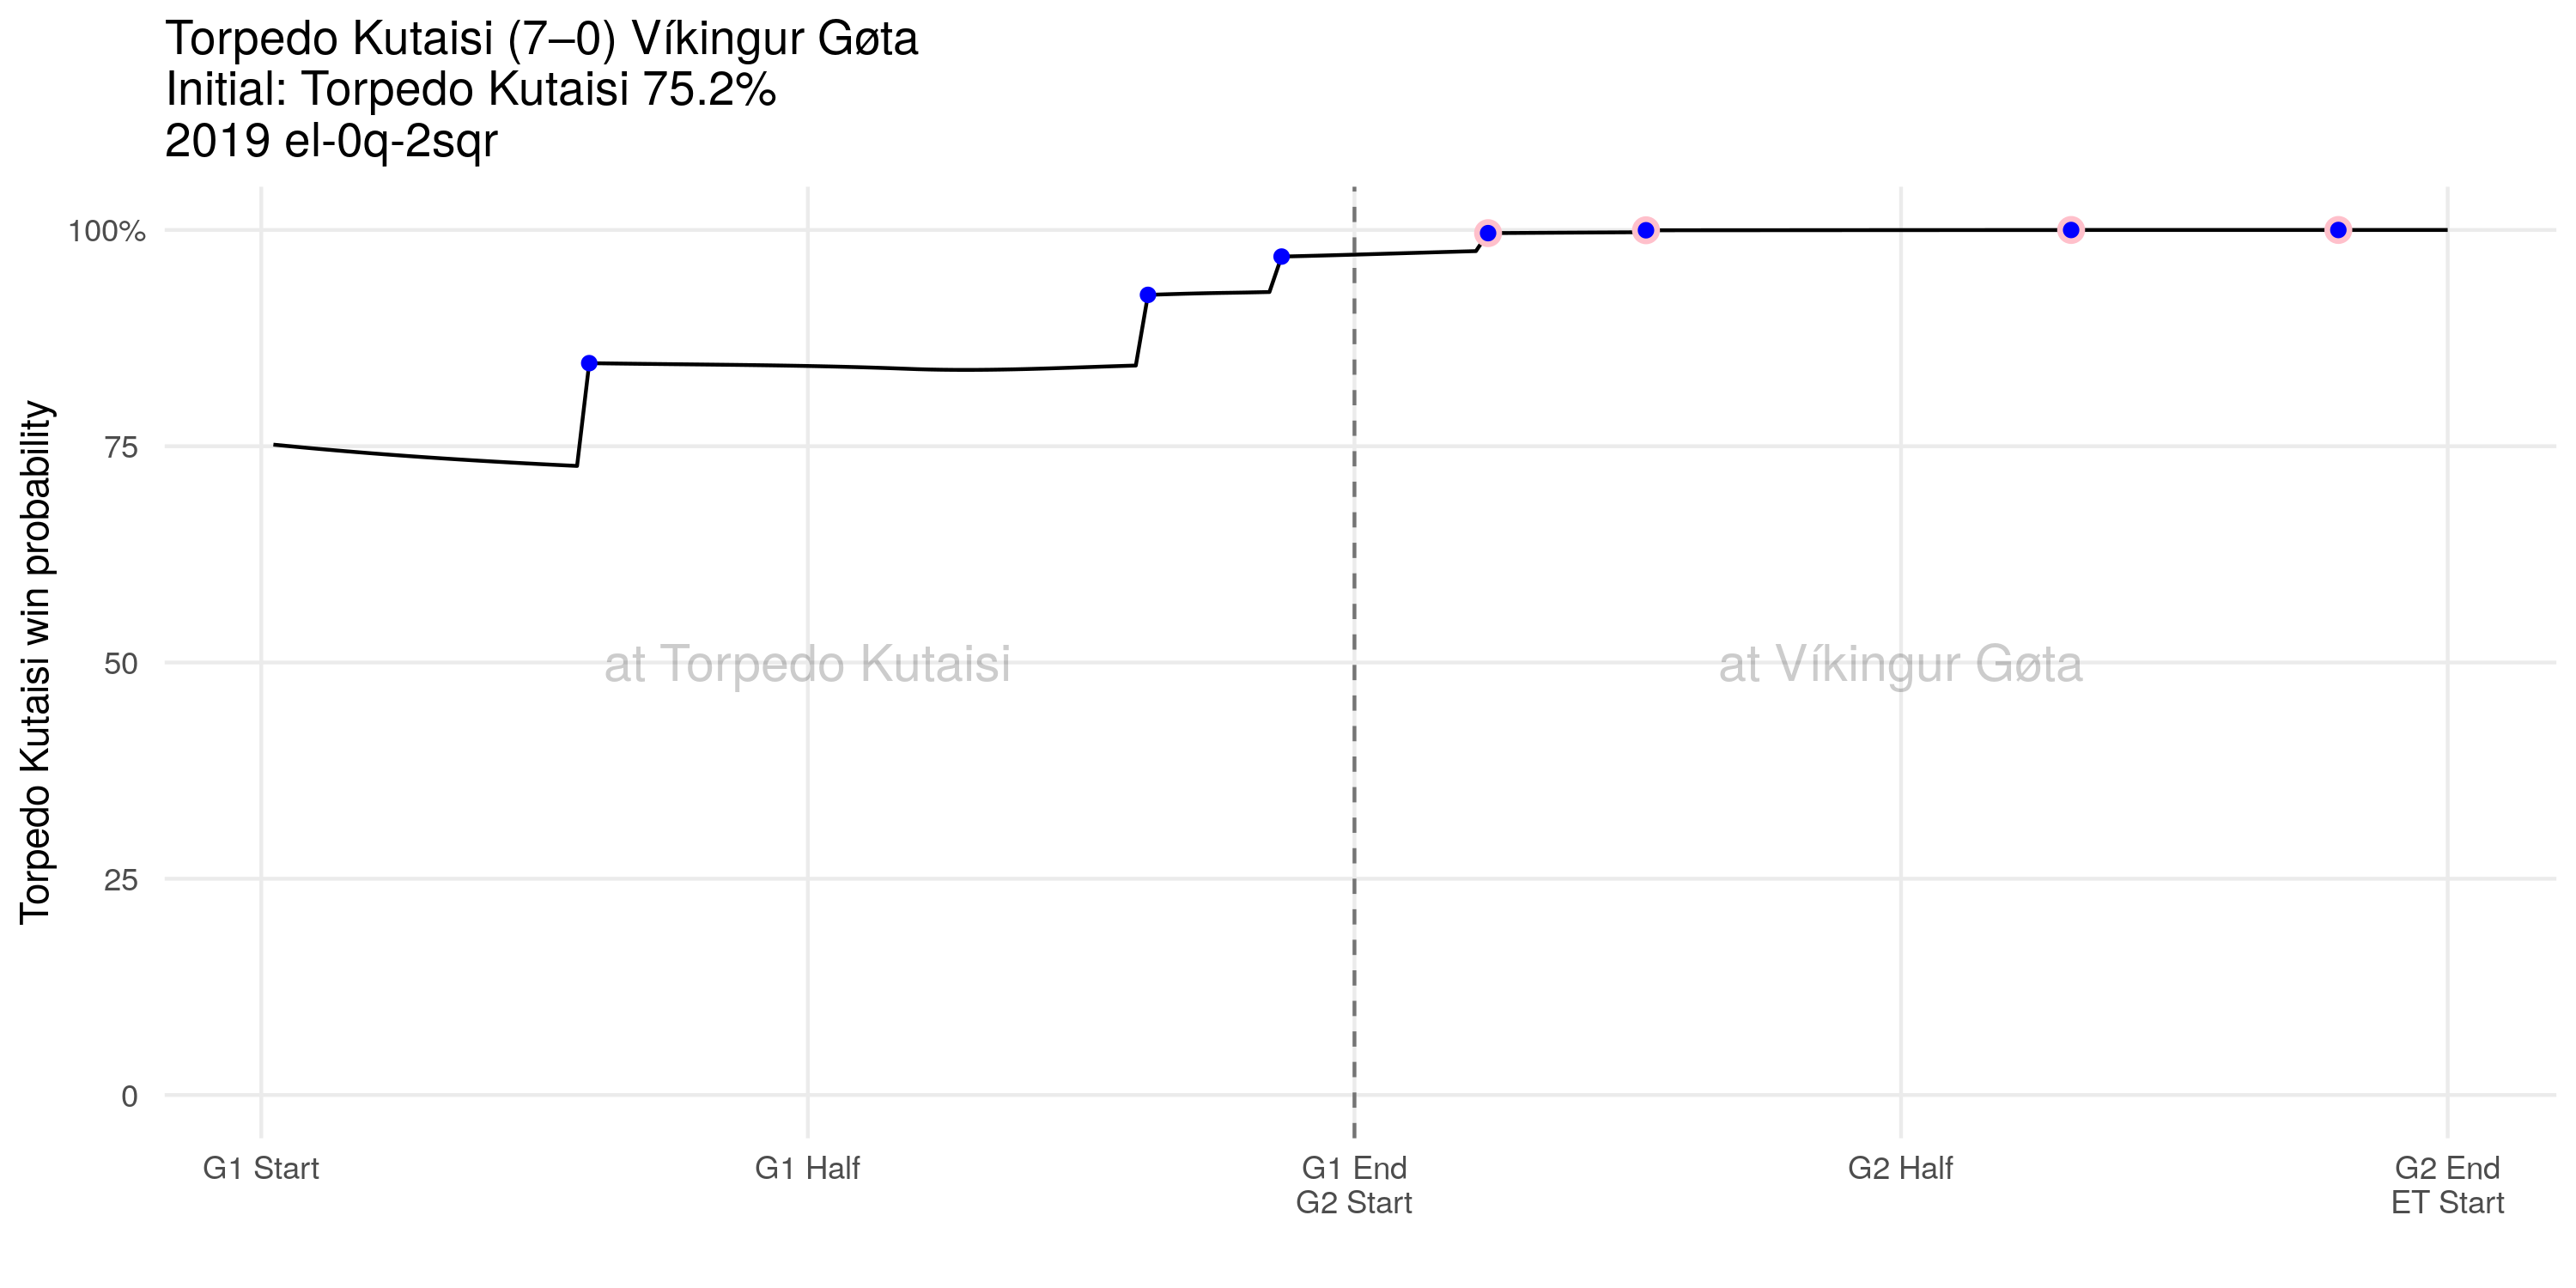 Torpedo Kutaisi (7–0) Víkingur Gøta
Initial: Torpedo Kutaisi 75.2%
2019 el-0q-2sqr
Torpedo Kutaisi win probability
100%
75
50
25
0
at Torpedo Kutaisi
at Víkingur Gøta
G1 Start
G1 Half
G1 End
G2 Start
G2 Half
G2 End
ET Start